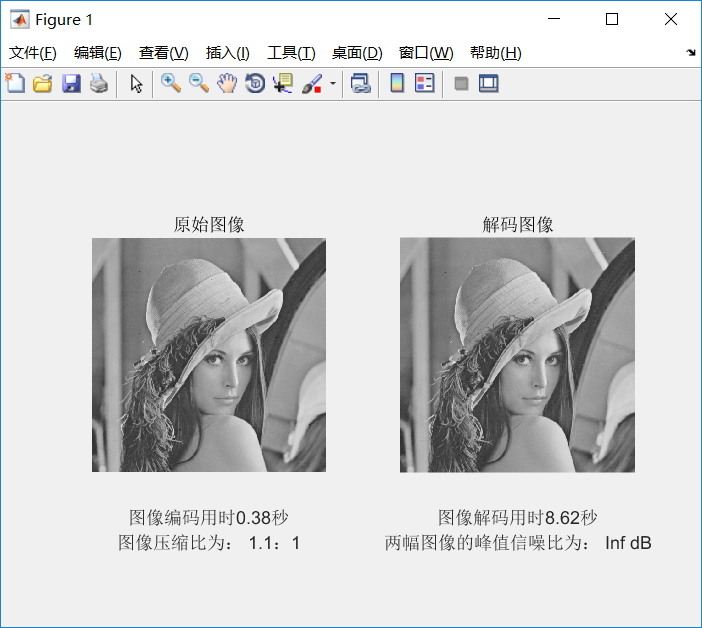 Figure 1
文件(F) 编辑(E) 查看(V) 插入(I) 工具(T) 桌面(D) 窗口(W) 帮助(H)
原始图像
解码图像
图像编码用时0.38秒
图像压缩比为： 1.1：1
图像解码用时8.62秒
两幅图像的峰值信噪比为： Inf dB